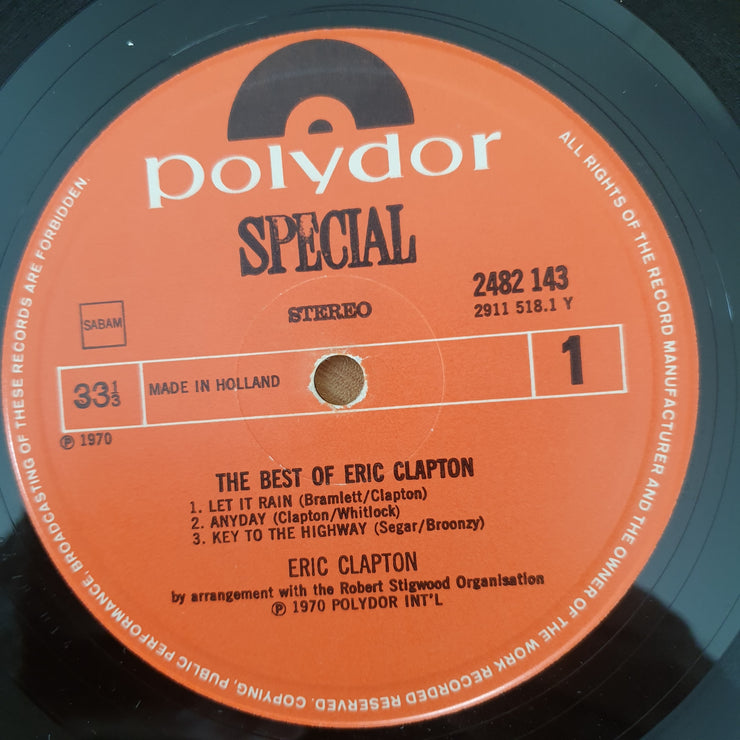 polydor
SPECIAL
STEREO
2482 143
2911 518.1 Y
SABAM
33 1/3
MADE IN HOLLAND
1
℗ 1970
THE BEST OF ERIC CLAPTON
1. LET IT RAIN (Bramlett/Clapton)
2. ANYDAY (Clapton/Whitlock)
3. KEY TO THE HIGHWAY (Segar/Broonzy)
ERIC CLAPTON
by arrangement with the Robert Stigwood Organisation
℗ 1970 POLYDOR INT'L
ALL RIGHTS OF THE RECORD MANUFACTURER AND THE OWNER OF THE WORK RECORDED RESERVED. COPYING, PUBLIC PERFORMANCE, BROADCASTING OF THESE RECORDS ARE FORBIDDEN.